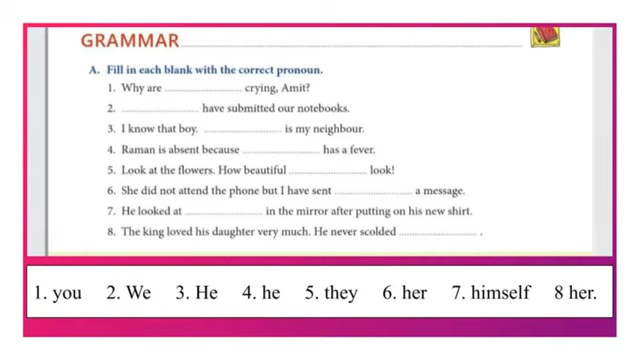 GRAMMAR
A. Fill in each blank with the correct pronoun.
1. Why are ........................... crying, Amit?
2. ........................... have submitted our notebooks.
3. I know that boy. ........................... is my neighbour.
4. Raman is absent because ........................... has a fever.
5. Look at the flowers. How beautiful ........................... look!
6. She did not attend the phone but I have sent ........................... a message.
7. He looked at ........................... in the mirror after putting on his new shirt.
8. The king loved his daughter very much. He never scolded ........................... .
1. you 2. We 3. He 4. he 5. they 6. her 7. himself 8 her.